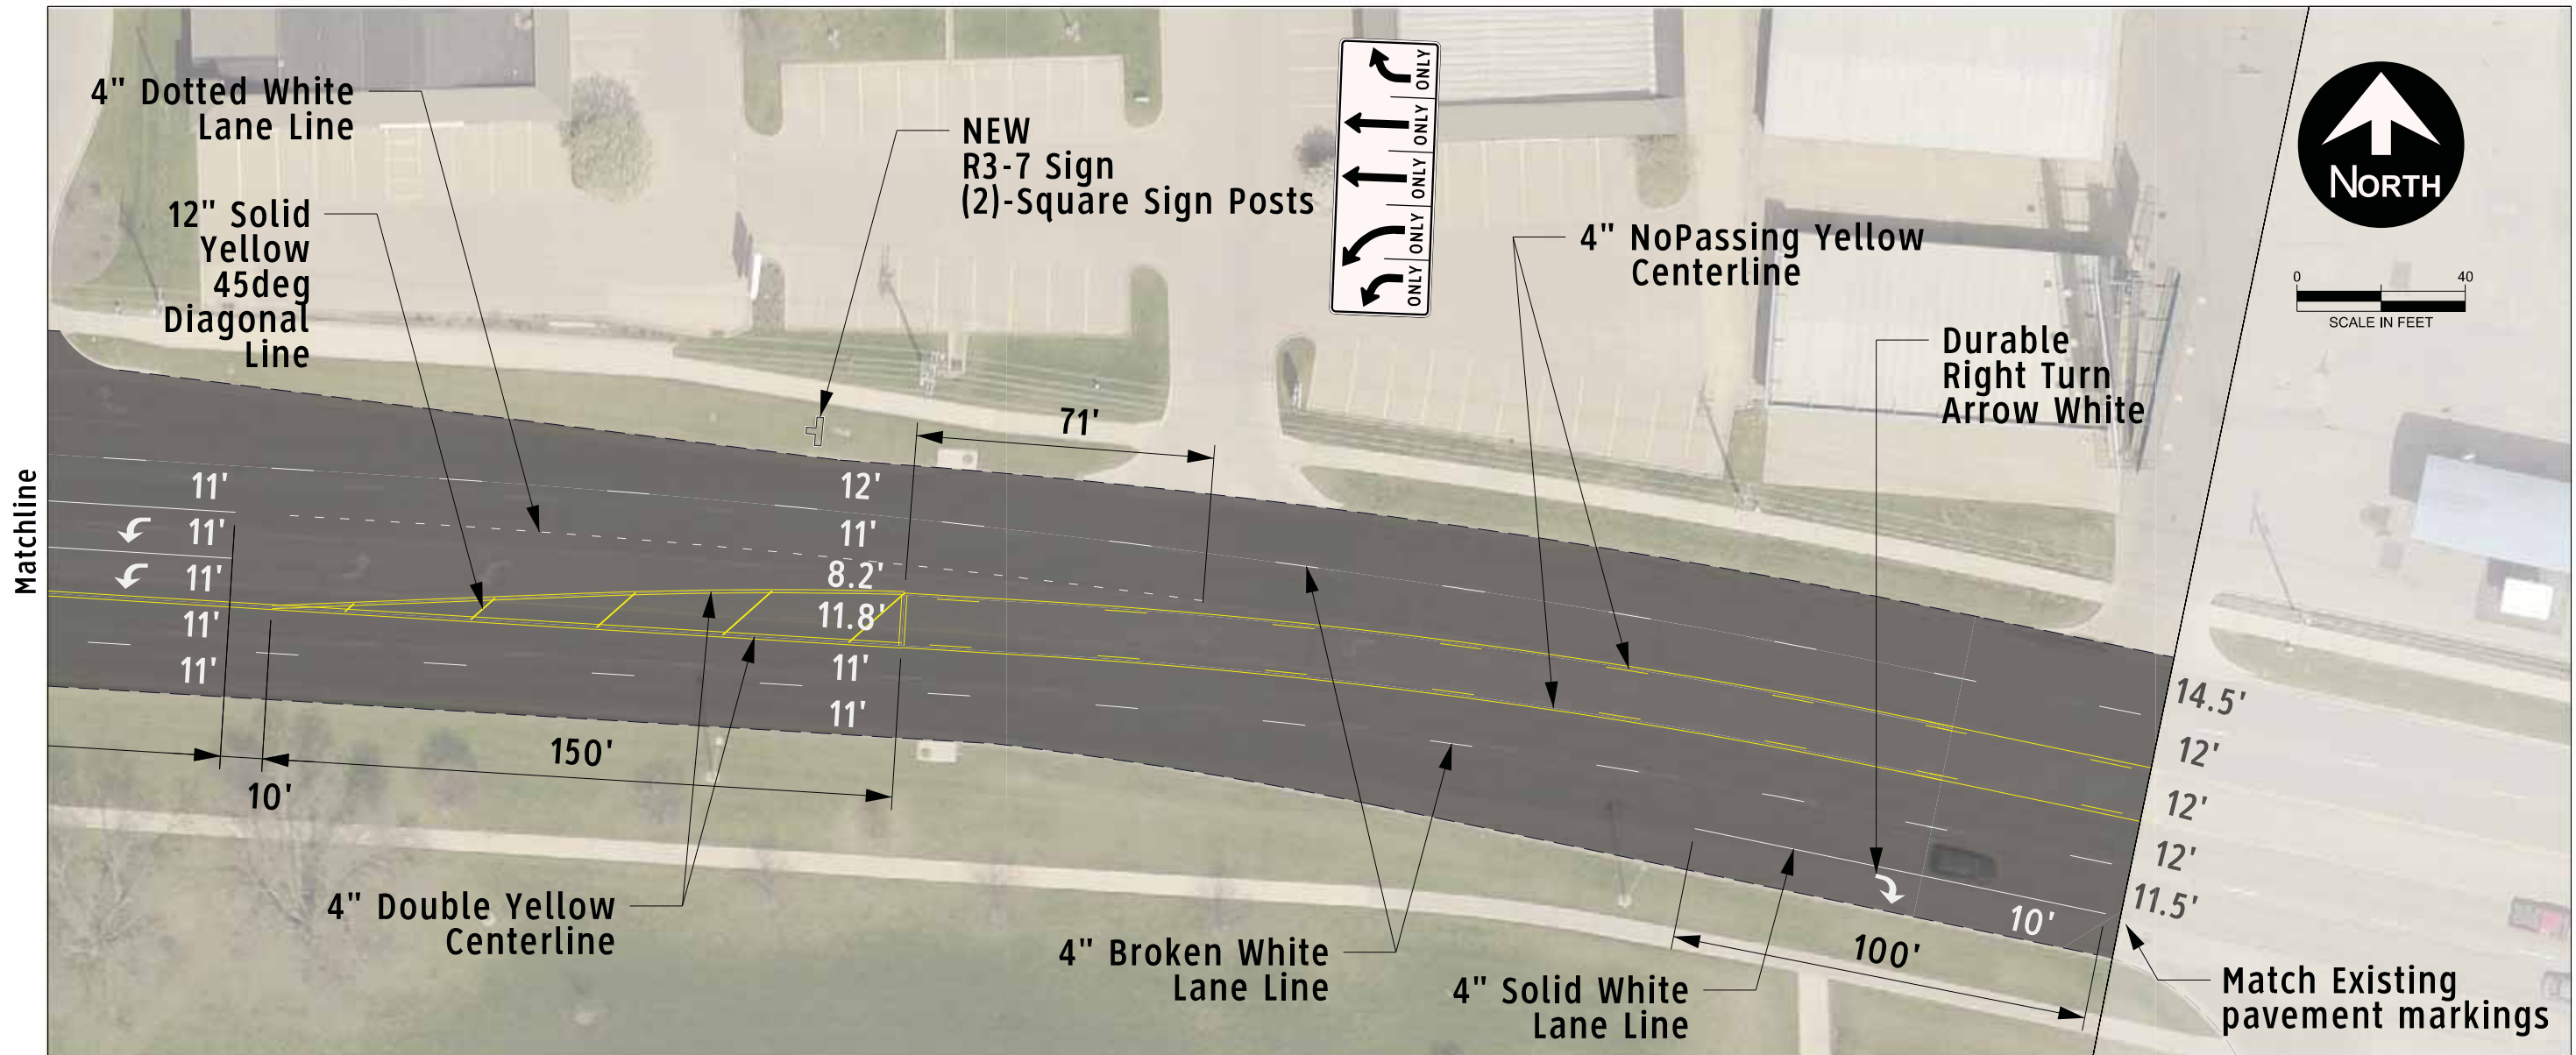 4" Dotted White
Lane Line
12" Solid
Yellow
45deg
Diagonal
Line
NEW
R3-7 Sign
(2)-Square Sign Posts
ONLY
ONLY
ONLY
ONLY
ONLY
4" NoPassing Yellow
Centerline
NORTH
0 40
SCALE IN FEET
Durable
Right Turn
Arrow White
71'
Matchline
11'
11'
11'
11'
11'
12'
11'
8.2'
11.8'
11'
11'
14.5'
12'
12'
12'
11.5'
10'
150'
10'
100'
4" Double Yellow
Centerline
4" Broken White
Lane Line
4" Solid White
Lane Line
Match Existing
pavement markings